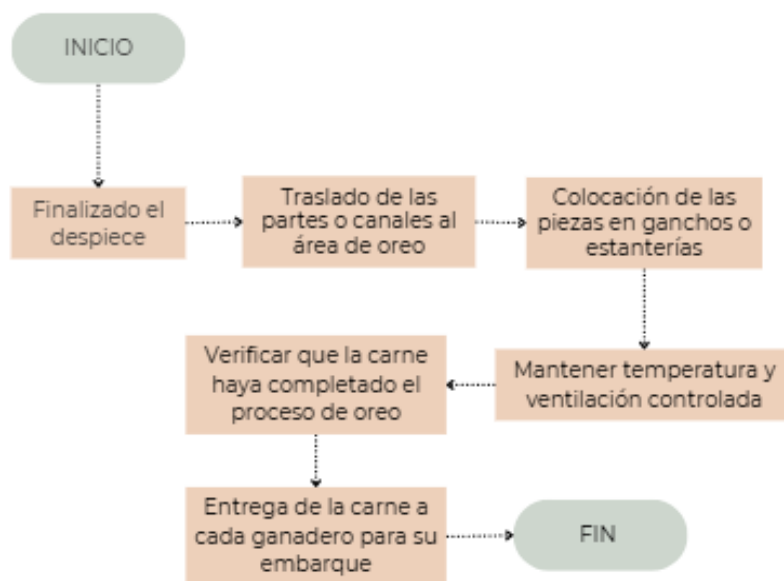 INICIO
Finalizado el
despiece
Traslado de las
partes o canales al
área de oreo
Colocación de las
piezas en ganchos o
estanterías
Mantener temperatura y
ventilación controlada
Verificar que la carne
haya completado el
proceso de oreo
Entrega de la carne a
cada ganadero para su
embarque
FIN